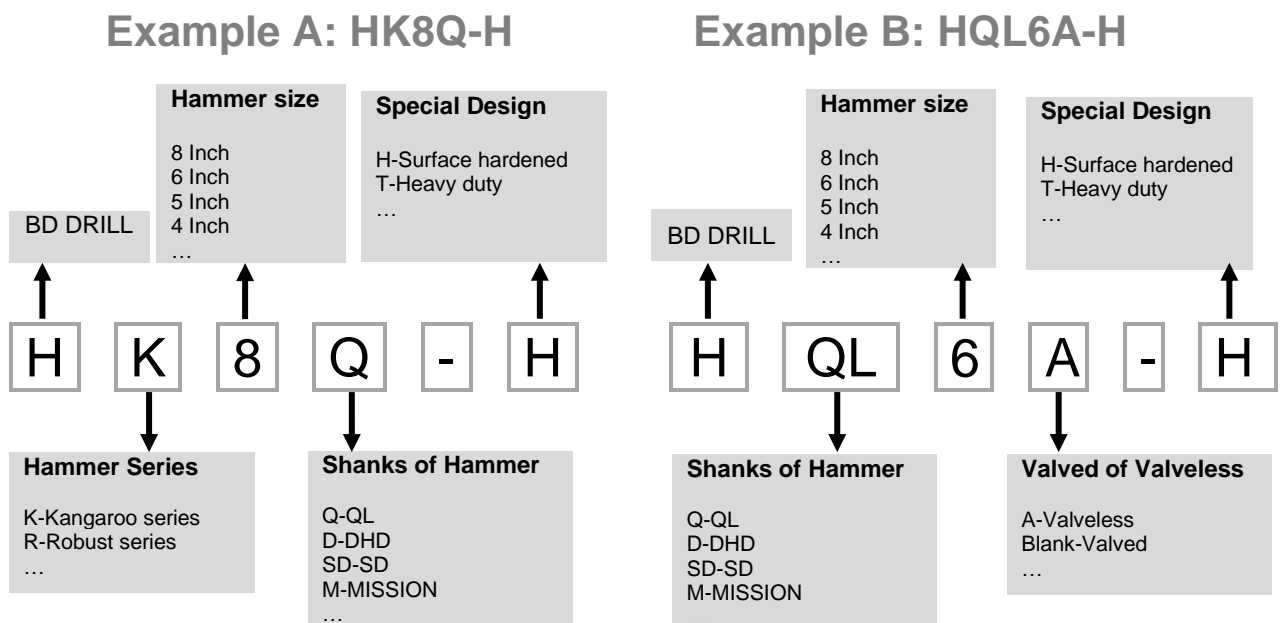 Example A: HK8Q-H
BD DRILL
Hammer size
8 Inch
6 Inch
5 Inch
4 Inch
…
Special Design
H-Surface hardened
T-Heavy duty
…
H K 8 Q - H
Hammer Series
K-Kangaroo series
R-Robust series
…
Shanks of Hammer
Q-QL
D-DHD
SD-SD
M-MISSION
…
Example B: HQL6A-H
BD DRILL
Hammer size
8 Inch
6 Inch
5 Inch
4 Inch
…
Special Design
H-Surface hardened
T-Heavy duty
…
H QL 6 A - H
Shanks of Hammer
Q-QL
D-DHD
SD-SD
M-MISSION
Valved of Valveless
A-Valveless
Blank-Valved
…